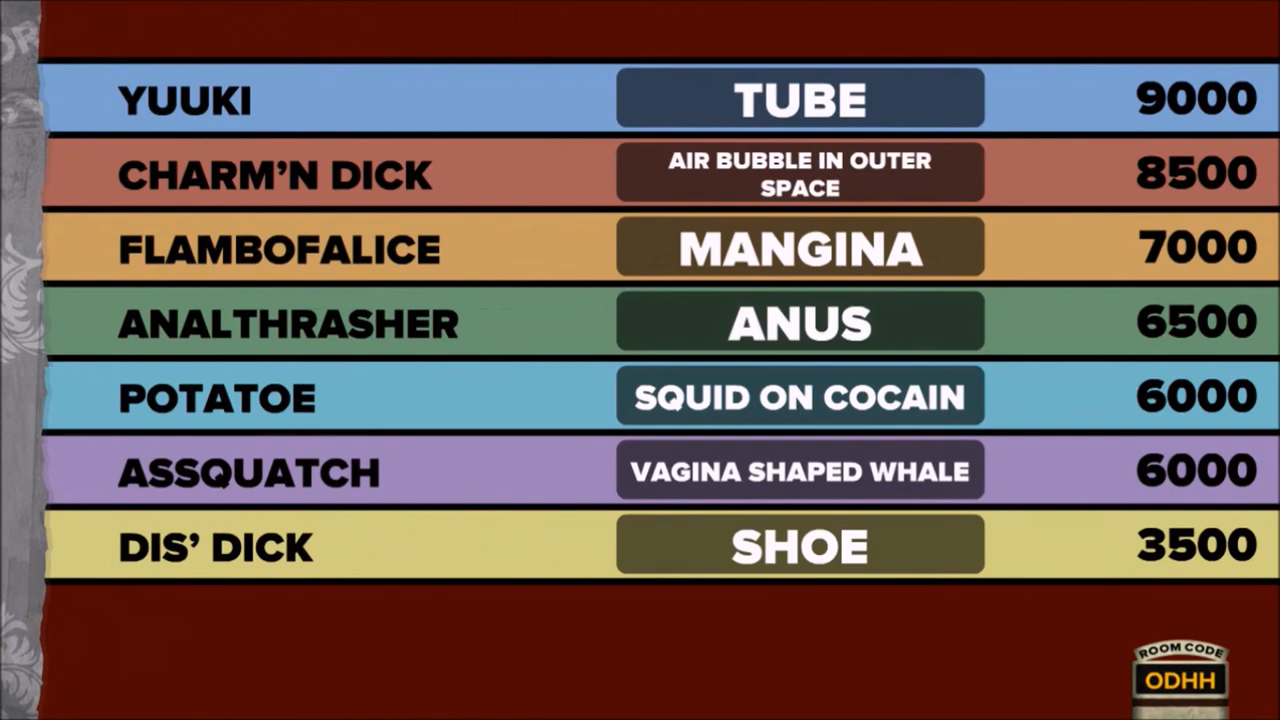 YUUKI TUBE 9000
CHARM’N DICK AIR BUBBLE IN OUTER SPACE 8500
FLAMBOFALICE MANGINA 7000
ANALTHRASHER ANUS 6500
POTATOE SQUID ON COCAIN 6000
ASSQUATCH VAGINA SHAPED WHALE 6000
DIS’ DICK SHOE 3500
ROOM CODE
ODHH